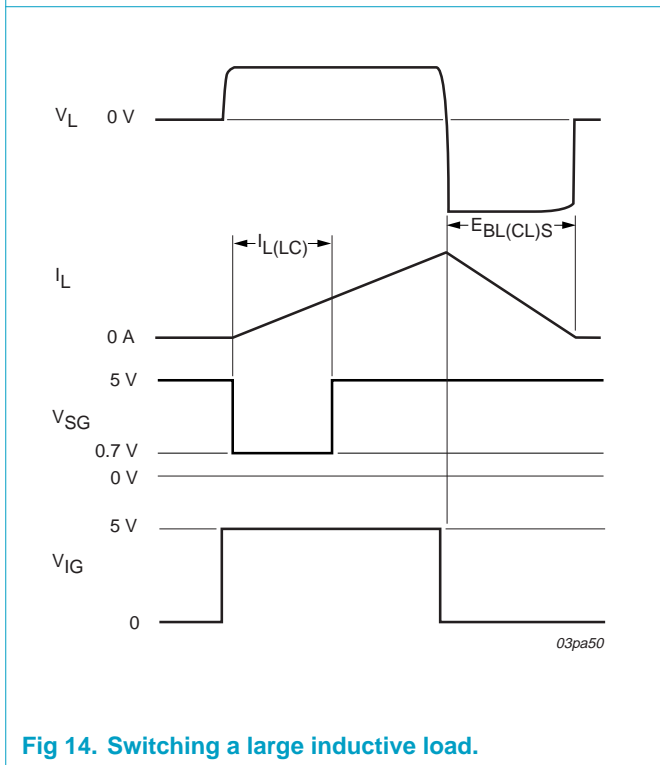 V_L 0 V
E_BL(CL)S
I_L(LC)
I_L
0 A
5 V
V_SG
0.7 V
0 V
5 V
V_IG
0
03pa50
Fig 14. Switching a large inductive load.